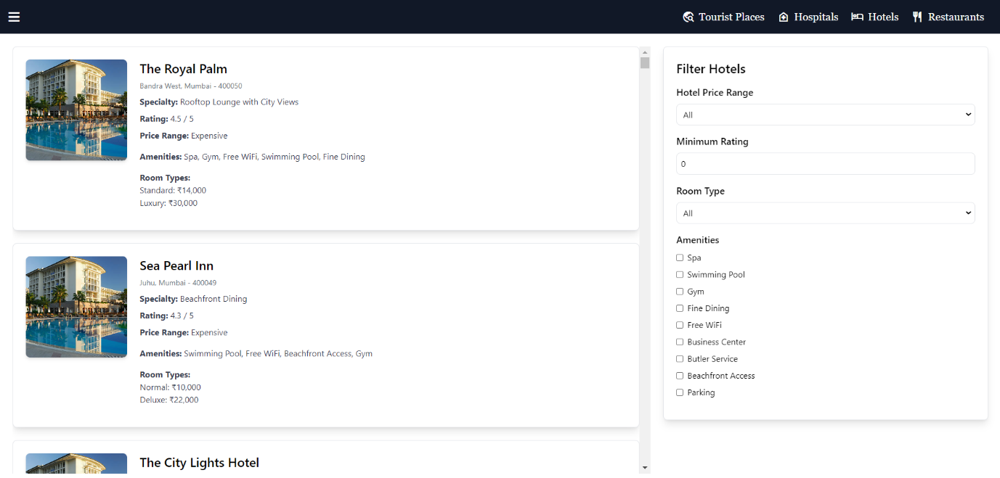 Tourist Places
Hospitals
Hotels
Restaurants
The Royal Palm
Bandra West, Mumbai - 400050
Specialty: Rooftop Lounge with City Views
Rating: 4.5 / 5
Price Range: Expensive
Amenities: Spa, Gym, Free WiFi, Swimming Pool, Fine Dining
Room Types:
Standard: ₹14,000
Luxury: ₹30,000
Sea Pearl Inn
Juhu, Mumbai - 400049
Specialty: Beachfront Dining
Rating: 4.3 / 5
Price Range: Expensive
Amenities: Swimming Pool, Free WiFi, Beachfront Access, Gym
Room Types:
Normal: ₹10,000
Deluxe: ₹22,000
The City Lights Hotel
Filter Hotels
Hotel Price Range
All
Minimum Rating
0
Room Type
All
Amenities
Spa
Swimming Pool
Gym
Fine Dining
Free WiFi
Business Center
Butler Service
Beachfront Access
Parking